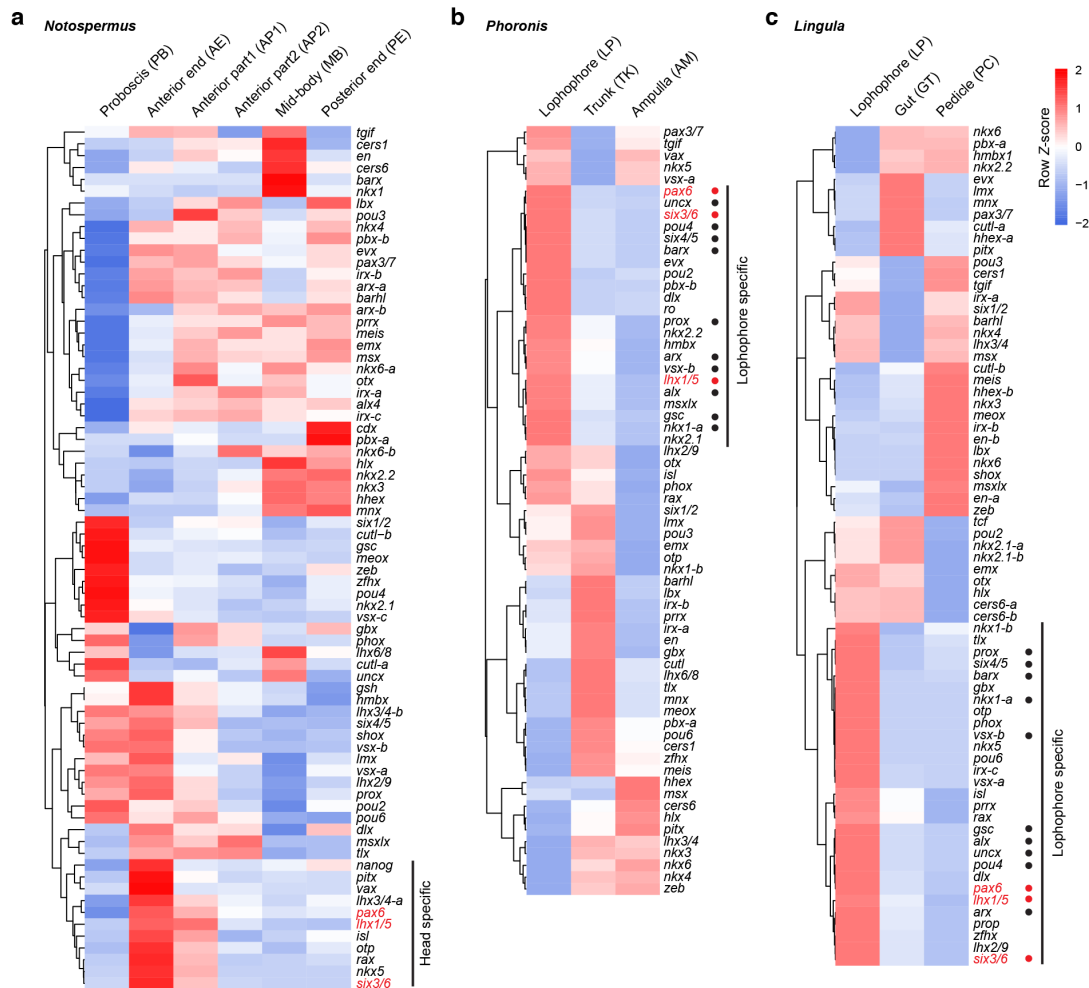 a
Notospermus
Proboscis (PB)
Anterior end (AE)
Anterior part1 (AP1)
Anterior part2 (AP2)
Mid-body (MB)
Posterior end (PE)
tgif
cers1
en
cers6
barx
nkx1
lbx
pou3
nkx4
pbx-b
evx
pax3/7
irx-b
arx-a
barhl
arx-b
prrx
meis
emx
msx
nkx6-a
otx
irx-a
alx4
irx-c
cdx
pbx-a
nkx6-b
hlx
nkx2.2
nkx3
hhex
mnx
six1/2
cutl-b
gsc
meox
zeb
zfhx
pou4
nkx2.1
vsx-c
gbx
phox
lhx6/8
cutl-a
uncx
gsh
hmbx
lhx3/4-b
six4/5
shox
vsx-b
lmx
vsx-a
lhx2/9
prox
pou2
pou6
dlx
msxlx
tlx
nanog
pitx
vax
lhx3/4-a
pax6
lhx1/5
isl
otp
rax
nkx5
six3/6
Head specific
b
Phoronis
Lophophore (LP)
Trunk (TK)
Ampulla (AM)
pax3/7
tgif
vax
nkx5
vsx-a
pax6
uncx
six3/6
pou4
six4/5
barx
evx
pou2
pbx-b
dlx
ro
prox
nkx2.2
hmbx
arx
vsx-b
lhx1/5
alx
msxlx
gsc
nkx1-a
nkx2.1
lhx2/9
otx
isl
phox
rax
six1/2
lmx
pou3
emx
otp
nkx1-b
barhl
lbx
irx-b
prrx
irx-a
en
gbx
cutl
lhx6/8
tlx
mnx
meox
pbx-a
pou6
cers1
zfhx
meis
hhex
msx
cers6
hlx
pitx
lhx3/4
nkx3
nkx6
nkx4
zeb
Lophophore specific
c
Lingula
Lophophore (LP)
Gut (GT)
Pedicle (PC)
nkx6
pbx-a
hmbx1
nkx2.2
evx
lmx
mnx
pax3/7
cutl-a
hhex-a
pitx
pou3
cers1
tgif
irx-a
six1/2
barhl
nkx4
lhx3/4
msx
cutl-b
meis
hhex-b
nkx3
meox
irx-b
en-b
lbx
nkx6
shox
msxlx
en-a
zeb
tcf
pou2
nkx2.1-a
nkx2.1-b
emx
otx
hlx
cers6-a
cers6-b
nkx1-b
tlx
prox
six4/5
barx
gbx
nkx1-a
otp
phox
vsx-b
nkx5
pou6
irx-c
vsx-a
isl
prrx
rax
gsc
alx
uncx
pou4
dlx
pax6
lhx1/5
arx
prop
zfhx
lhx2/9
six3/6
Lophophore specific
2
1
0
−1
−2
Row Z-score